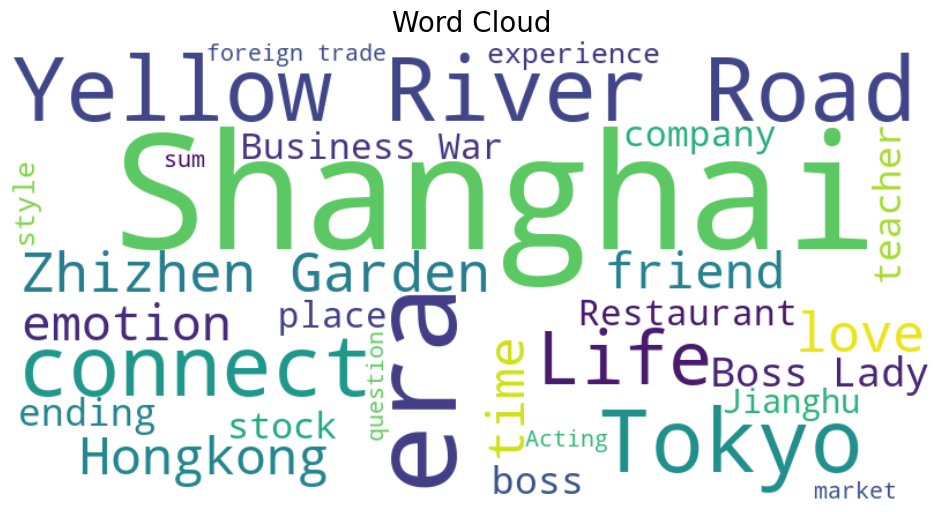 Word Cloud
foreign trade
experience
Yellow River Road
Shanghai
sum
Business War
company
teacher
style
Zhizhen Garden
friend
emotion
place
era
Restaurant
love
connect
question
time
Life
Boss Lady
ending
stock
Jianghu
Hongkong
Acting
Tokyo
boss
market